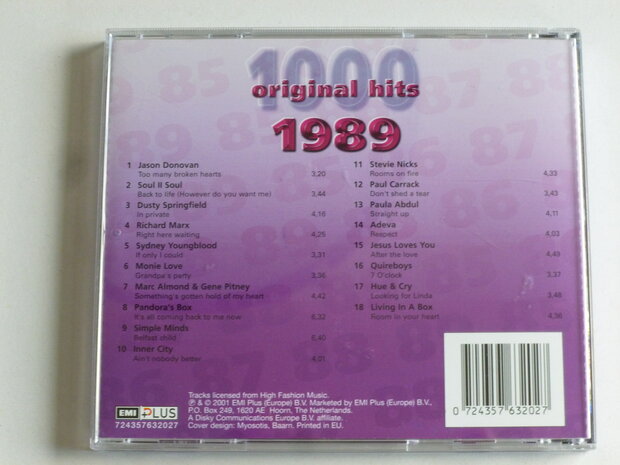 1000
original hits
1989
1 Jason Donovan
Too many broken hearts 3,20
2 Soul II Soul
Back to life (However do you want me) 3,44
3 Dusty Springfield
In private 4,16
4 Richard Marx
Right here waiting 4,25
5 Sydney Youngblood
If only I could 3,31
6 Monie Love
Grandpa's party 3,36
7 Marc Almond & Gene Pitney
Something's gotten hold of my heart 4,42
8 Pandora's Box
It's all coming back to me now 6,32
9 Simple Minds
Belfast child 6,40
10 Inner City
Ain't nobody better 4,01
11 Stevie Nicks
Rooms on fire 4,33
12 Paul Carrack
Don't shed a tear 3,43
13 Paula Abdul
Straight up 4,11
14 Adeva
Respect 4,03
15 Jesus Loves You
After the love 4,49
16 Quireboys
7 O'clock 3,37
17 Hue & Cry
Looking for Linda 3,48
18 Living In A Box
Room in your heart 4,36
Tracks licensed from High Fashion Music.
℗ & © 2001 EMI Plus (Europe) B.V. Marketed by EMI Plus (Europe) B.V.,
P.O. Box 249, 1620 AE Hoorn, The Netherlands.
A Disky Communications Europe B.V. Company
Cover design: Myosotis, Baarn. Printed in EU.
EMI PLUS
724357632027
0 724357 632027